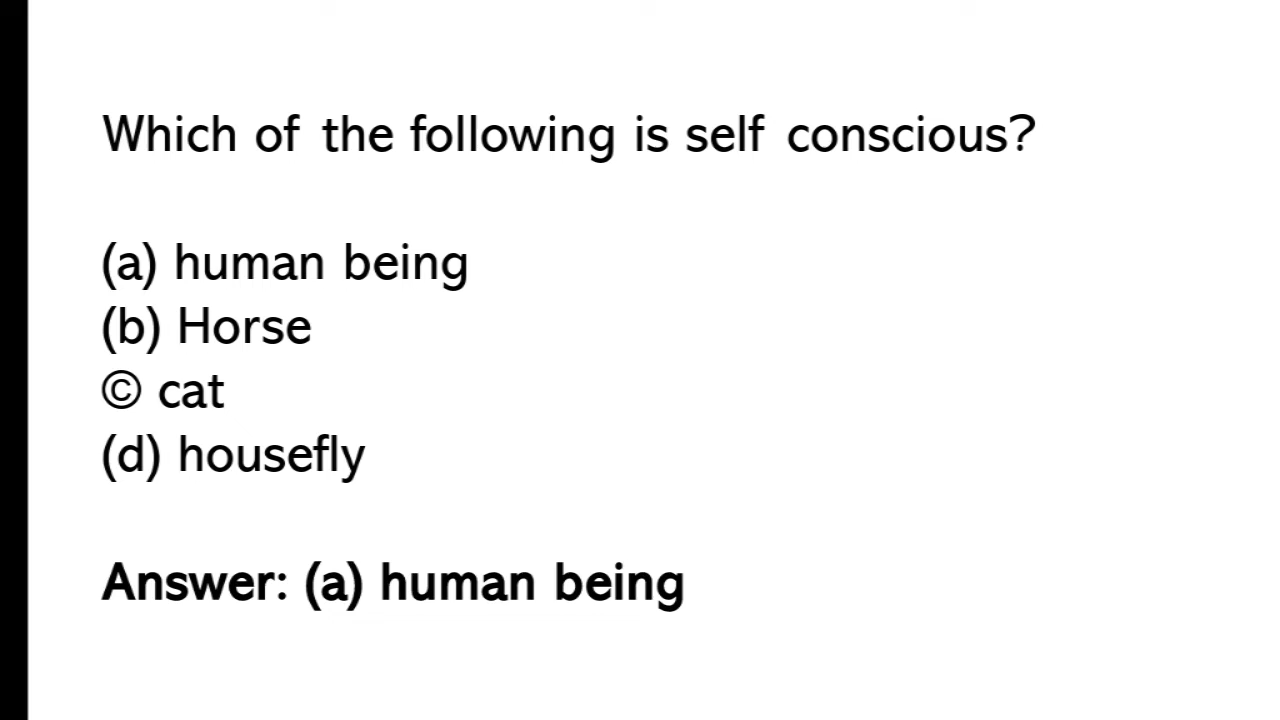 Which of the following is self conscious?
(a) human being
(b) Horse
© cat
(d) housefly
Answer: (a) human being